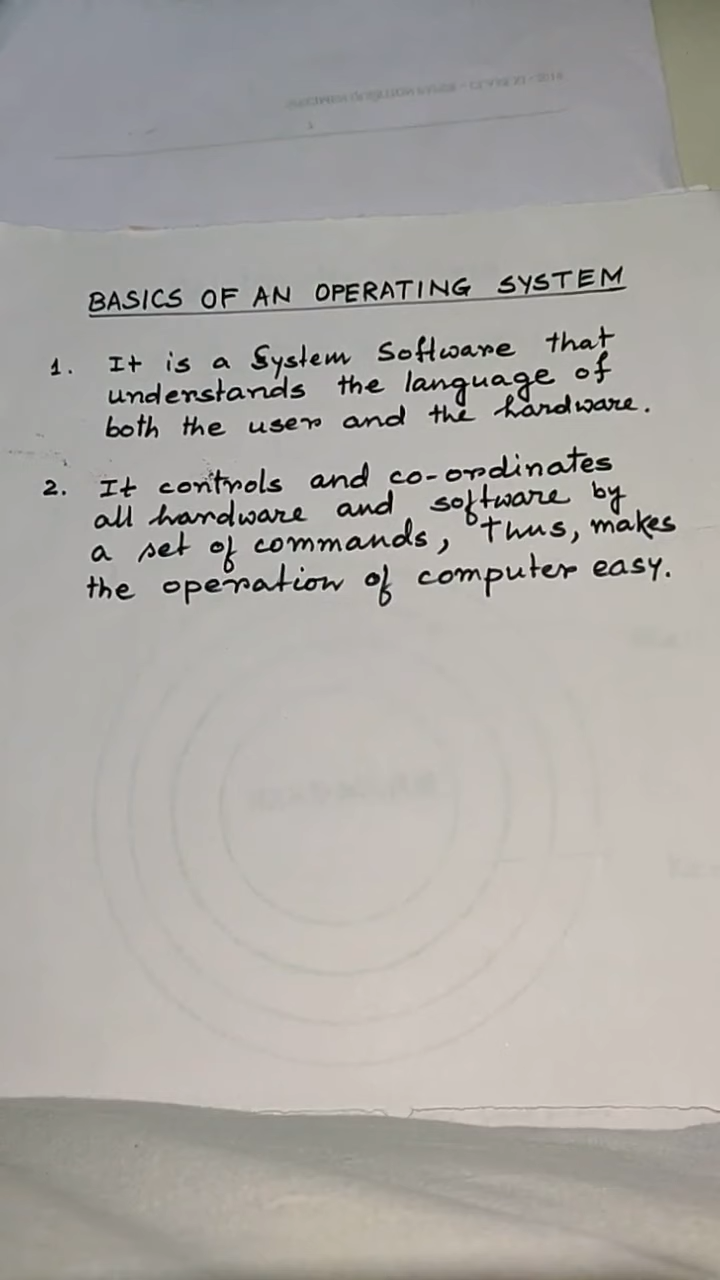 BASICS OF AN OPERATING SYSTEM
1. It is a System Software that
understands the language of
both the user and the hardware.
2. It controls and co-ordinates
all hardware and software by
a set of commands, Thus, makes
the operation of computer easy.